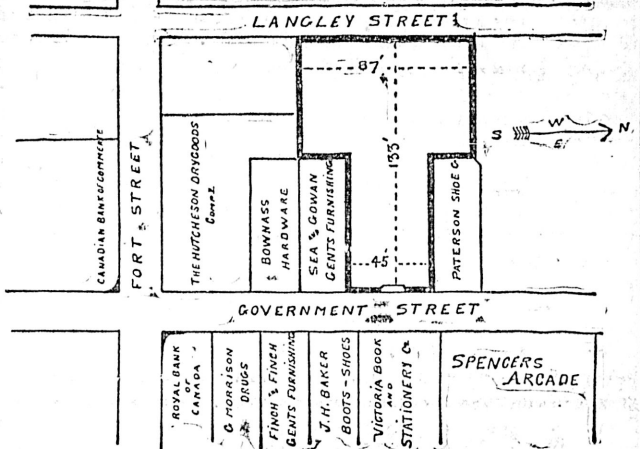 LANGLEY STREET
87'
133'
S W E N
CANADIAN BANK OF COMMERCE
FORT STREET
THE HUTCHESON DRYGOODS
COMPY
BOWNASS
HARDWARE
SEA & GOWAN
GENTS FURNISHING
PATERSON SHOE Co
45'
GOVERNMENT STREET
ROYAL BANK
OF
CANADA
G MORRISON
DRUGS
FINCH & FINCH
GENTS FURNISHING
J.H. BAKER
BOOTS-SHOES
VICTORIA BOOK
AND
STATIONERY Co
SPENCERS
ARCADE